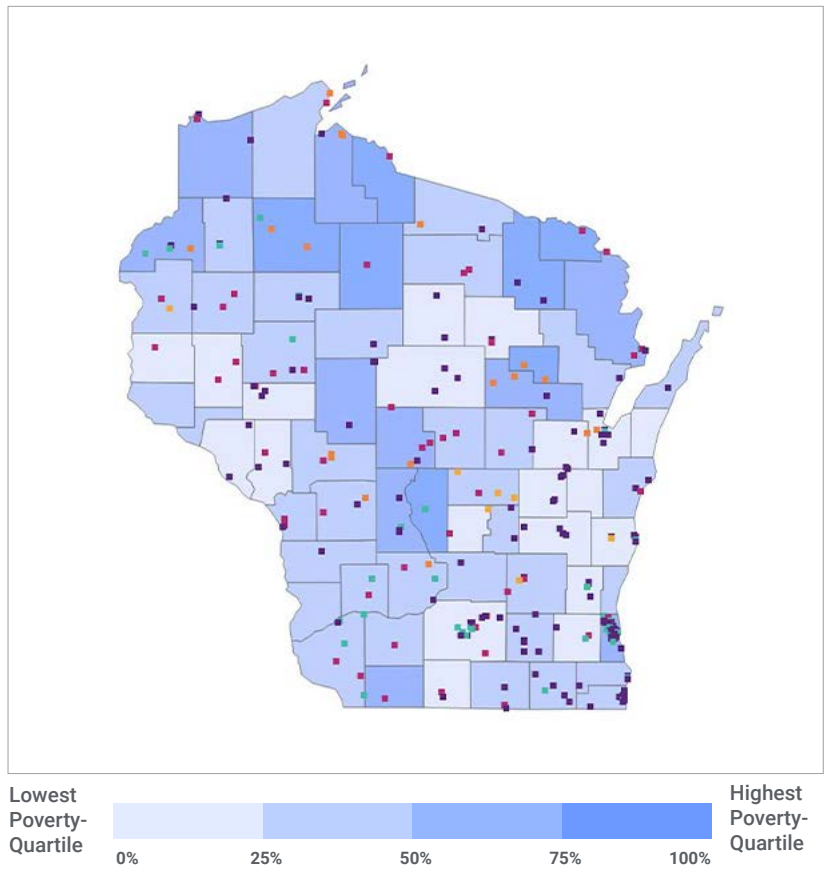 Lowest
Poverty-
Quartile
0%
25%
50%
75%
100%
Highest
Poverty-
Quartile